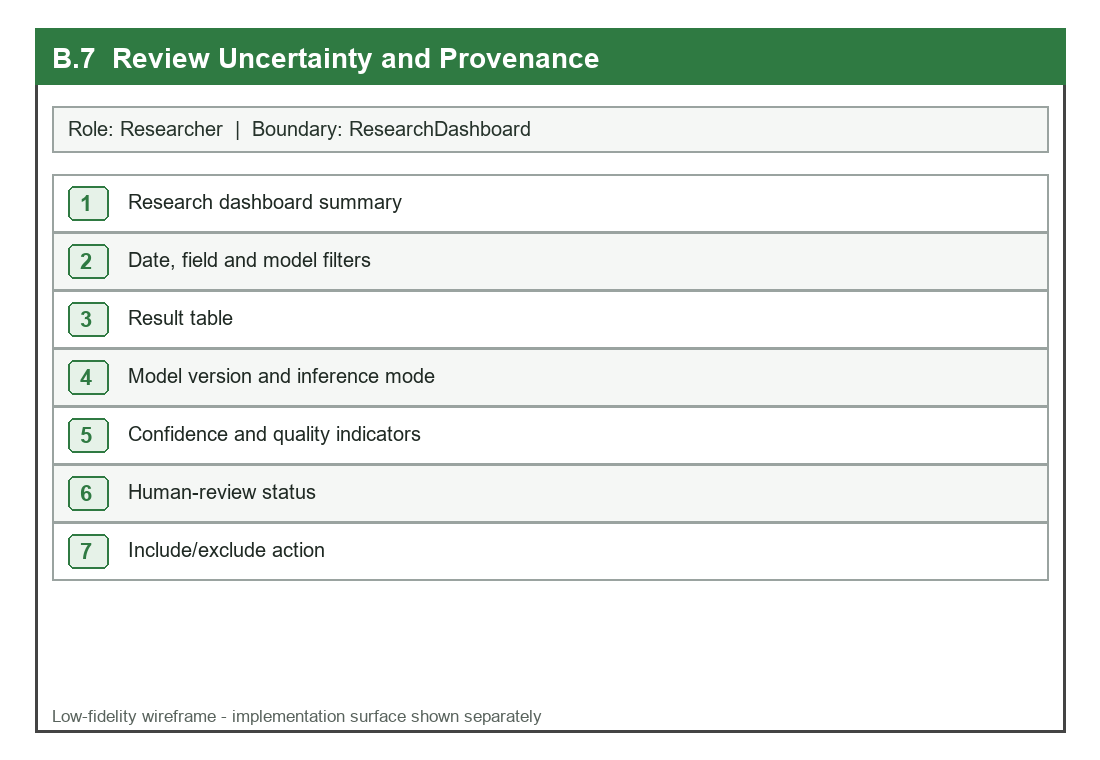 B.7 Review Uncertainty and Provenance
Role: Researcher | Boundary: ResearchDashboard
1 Research dashboard summary
2 Date, field and model filters
3 Result table
4 Model version and inference mode
5 Confidence and quality indicators
6 Human-review status
7 Include/exclude action
Low-fidelity wireframe - implementation surface shown separately